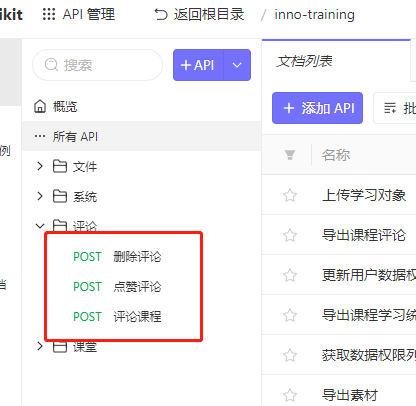 ikit
API 管理
返回根目录
/ inno-training
搜索
+API
概览
··· 所有 API
文件
系统
评论
POST 删除评论
POST 点赞评论
POST 评论课程
课堂
例
档
文档列表
+ 添加 API
批
名称
上传学习对象
导出课程评论
更新用户数据权
导出课程学习统
获取数据权限列
导出素材